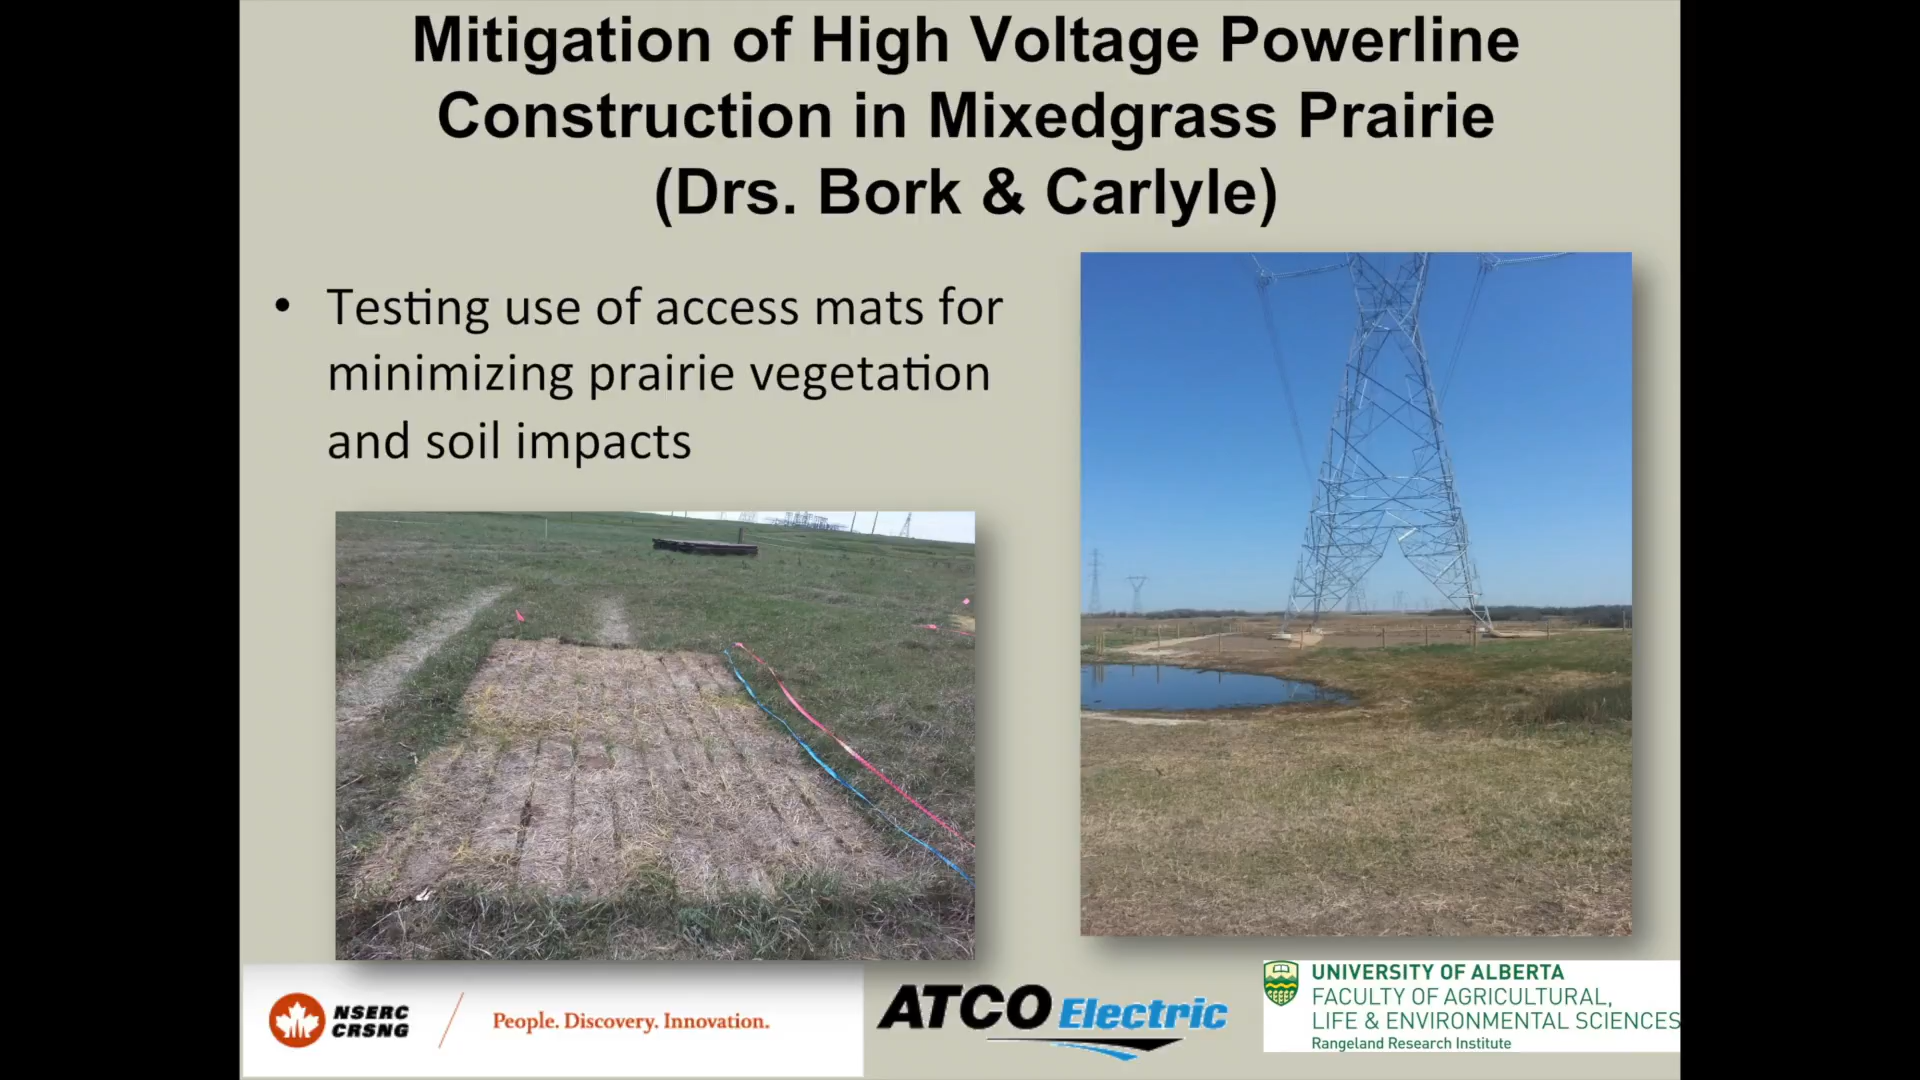 Mitigation of High Voltage Powerline
Construction in Mixedgrass Prairie
(Drs. Bork & Carlyle)
• Testing use of access mats for
minimizing prairie vegetation
and soil impacts
NSERC
CRSNG
People. Discovery. Innovation.
ATCO Electric
UNIVERSITY OF ALBERTA
FACULTY OF AGRICULTURAL,
LIFE & ENVIRONMENTAL SCIENCES
Rangeland Research Institute